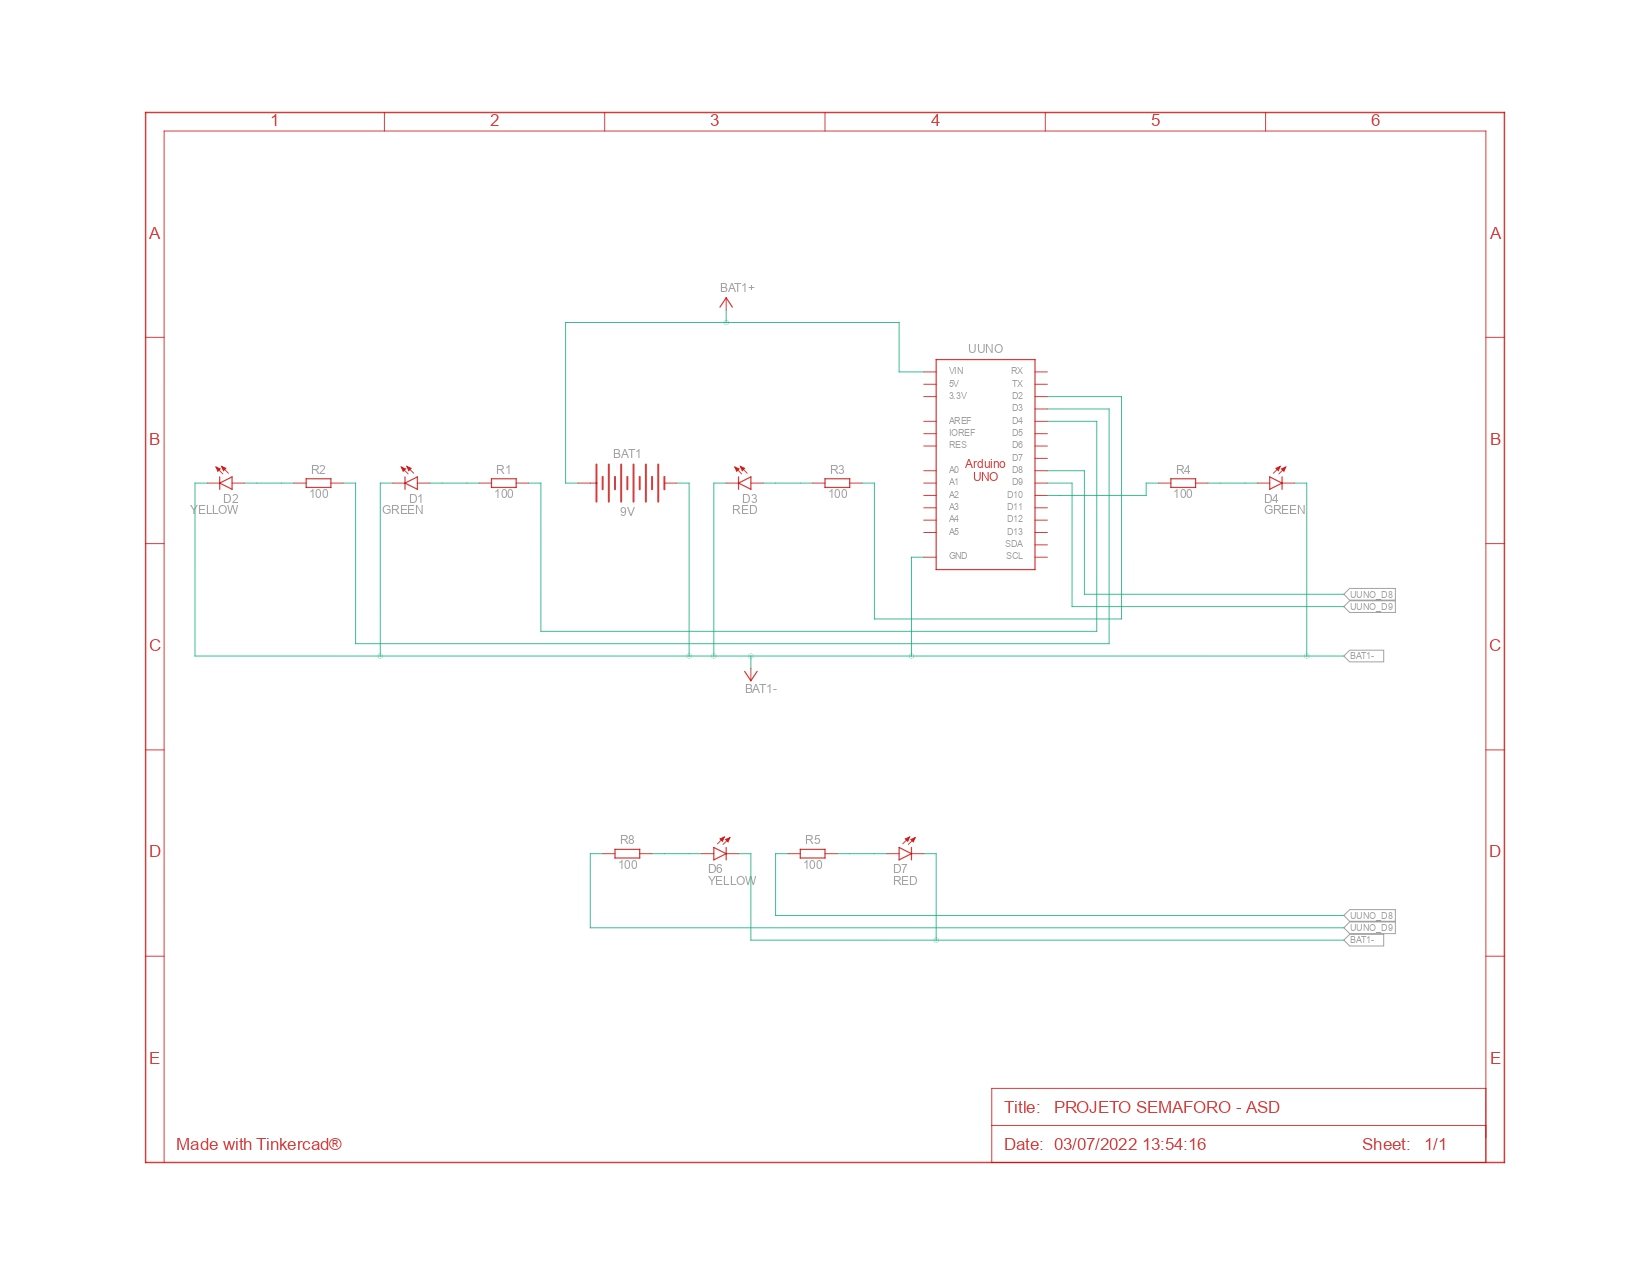 1 2 3 4 5 6
A A
BAT1+
UUNO
VIN RX
5V TX
3.3V D2
D3
AREF D4
IOREF D5
RES D6
D7
A0 D8
A1 D9
A2 D10
A3 D11
A4 D12
A5 D13
SDA
GND SCL
Arduino
UNO
B B
R2
100
D2
YELLOW
R1
100
D1
GREEN
BAT1
9V
R3
100
D3
RED
R4
100
D4
GREEN
UUNO_D8
UUNO_D9
C C
BAT1-
BAT1-
R8
100
D6
YELLOW
R5
100
D7
RED
D D
UUNO_D8
UUNO_D9
BAT1-
E E
Title: PROJETO SEMAFORO - ASD
Made with Tinkercad®
Date: 03/07/2022 13:54:16 Sheet: 1/1